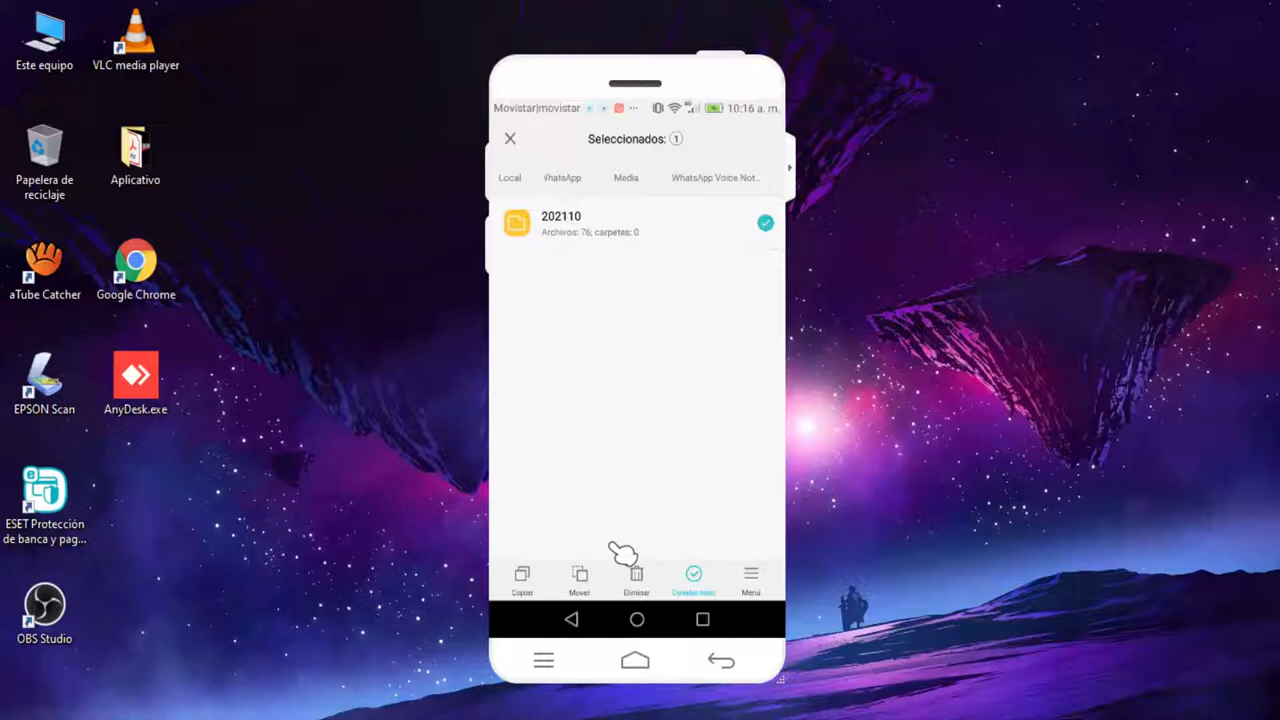 Este equipo
VLC media player
Papelera de
reciclaje
Aplicativo
aTube Catcher
Google Chrome
EPSON Scan
AnyDesk.exe
ESET Protección
de banca y pag...
OBS Studio
Movistar|movistar ... 10:16 a. m.
Seleccionados: 1
Local
WhatsApp
Media
WhatsApp Voice Not...
202110
Archivos: 76; carpetas: 0
Copiar
Mover
Eliminar
Menú